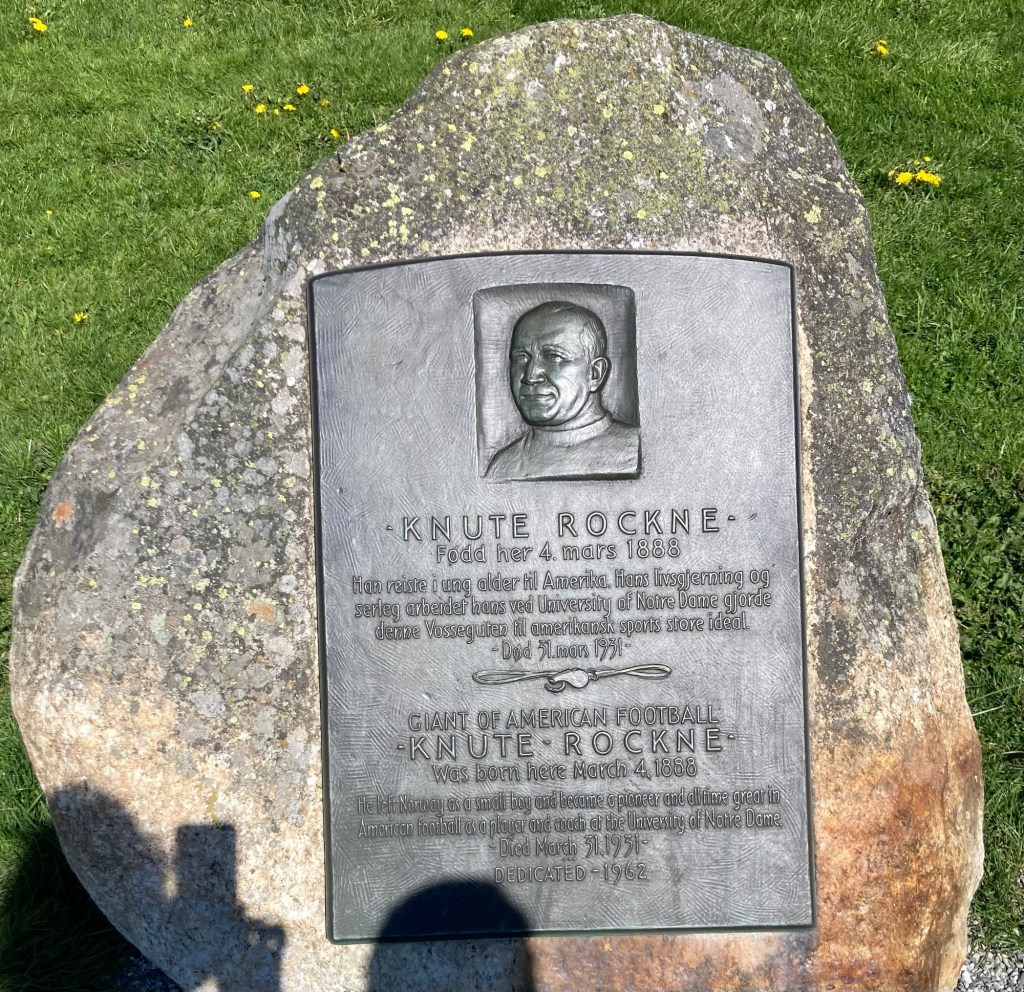 - KNUTE ROCKNE -
Fødd her 4. mars 1888
Han reiste i ung alder til Amerika. Hans livsgjerning og
serleg arbeidet hans ved University of Notre Dame gjorde
denne Vosseguten til amerikansk sports store ideal.
- Død 31. mars 1931 -
GIANT OF AMERICAN FOOTBALL
- KNUTE - ROCKNE -
Was born here March 4, 1888
He left Norway as a small boy and became a pioneer and all time great in
American football as a player and coach at the University of Notre Dame.
- Died March 31, 1931 -
DEDICATED - 1962